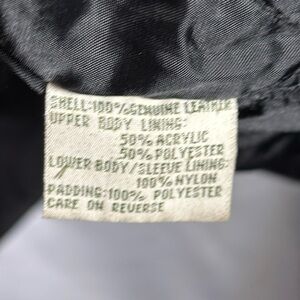 SHELL:100%GENUINE LEATHER
UPPER BODY LINING:
50% ACRYLIC
50% POLYESTER
LOWER BODY/SLEEVE LINING:
100% NYLON
PADDING:100% POLYESTER
CARE ON REVERSE